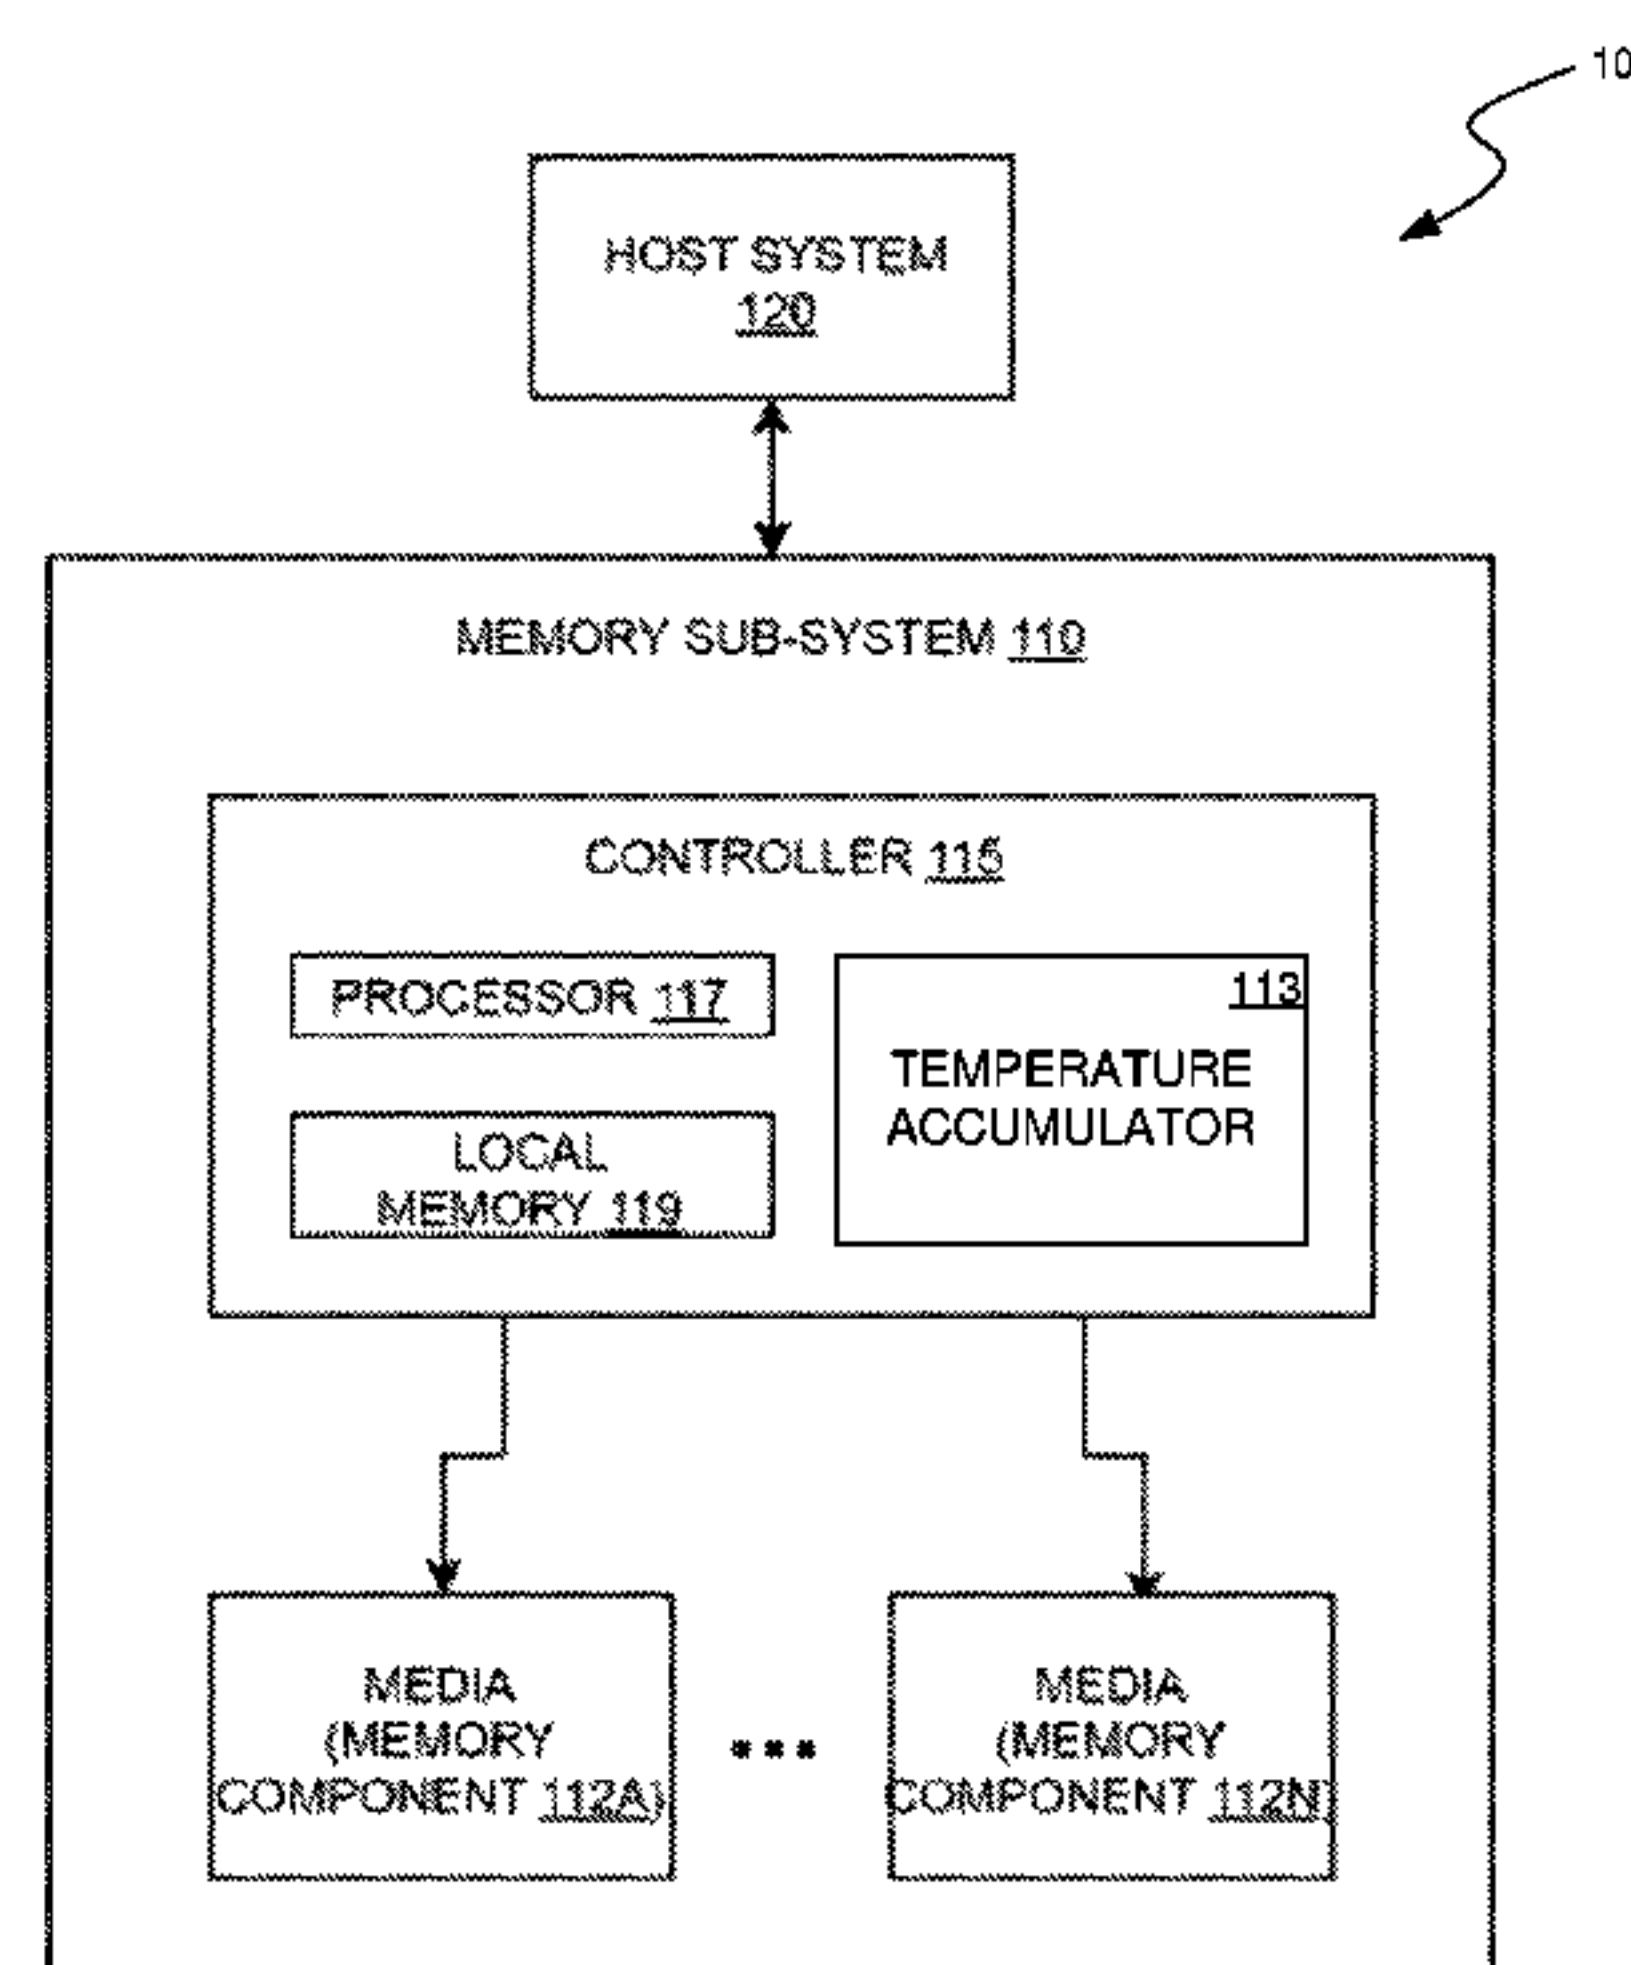 10
HOST SYSTEM
120
MEMORY SUB-SYSTEM 110
CONTROLLER 115
PROCESSOR 117
113
TEMPERATURE
ACCUMULATOR
LOCAL
MEMORY 119
MEDIA
(MEMORY
COMPONENT 112A)
MEDIA
(MEMORY
COMPONENT 112N)